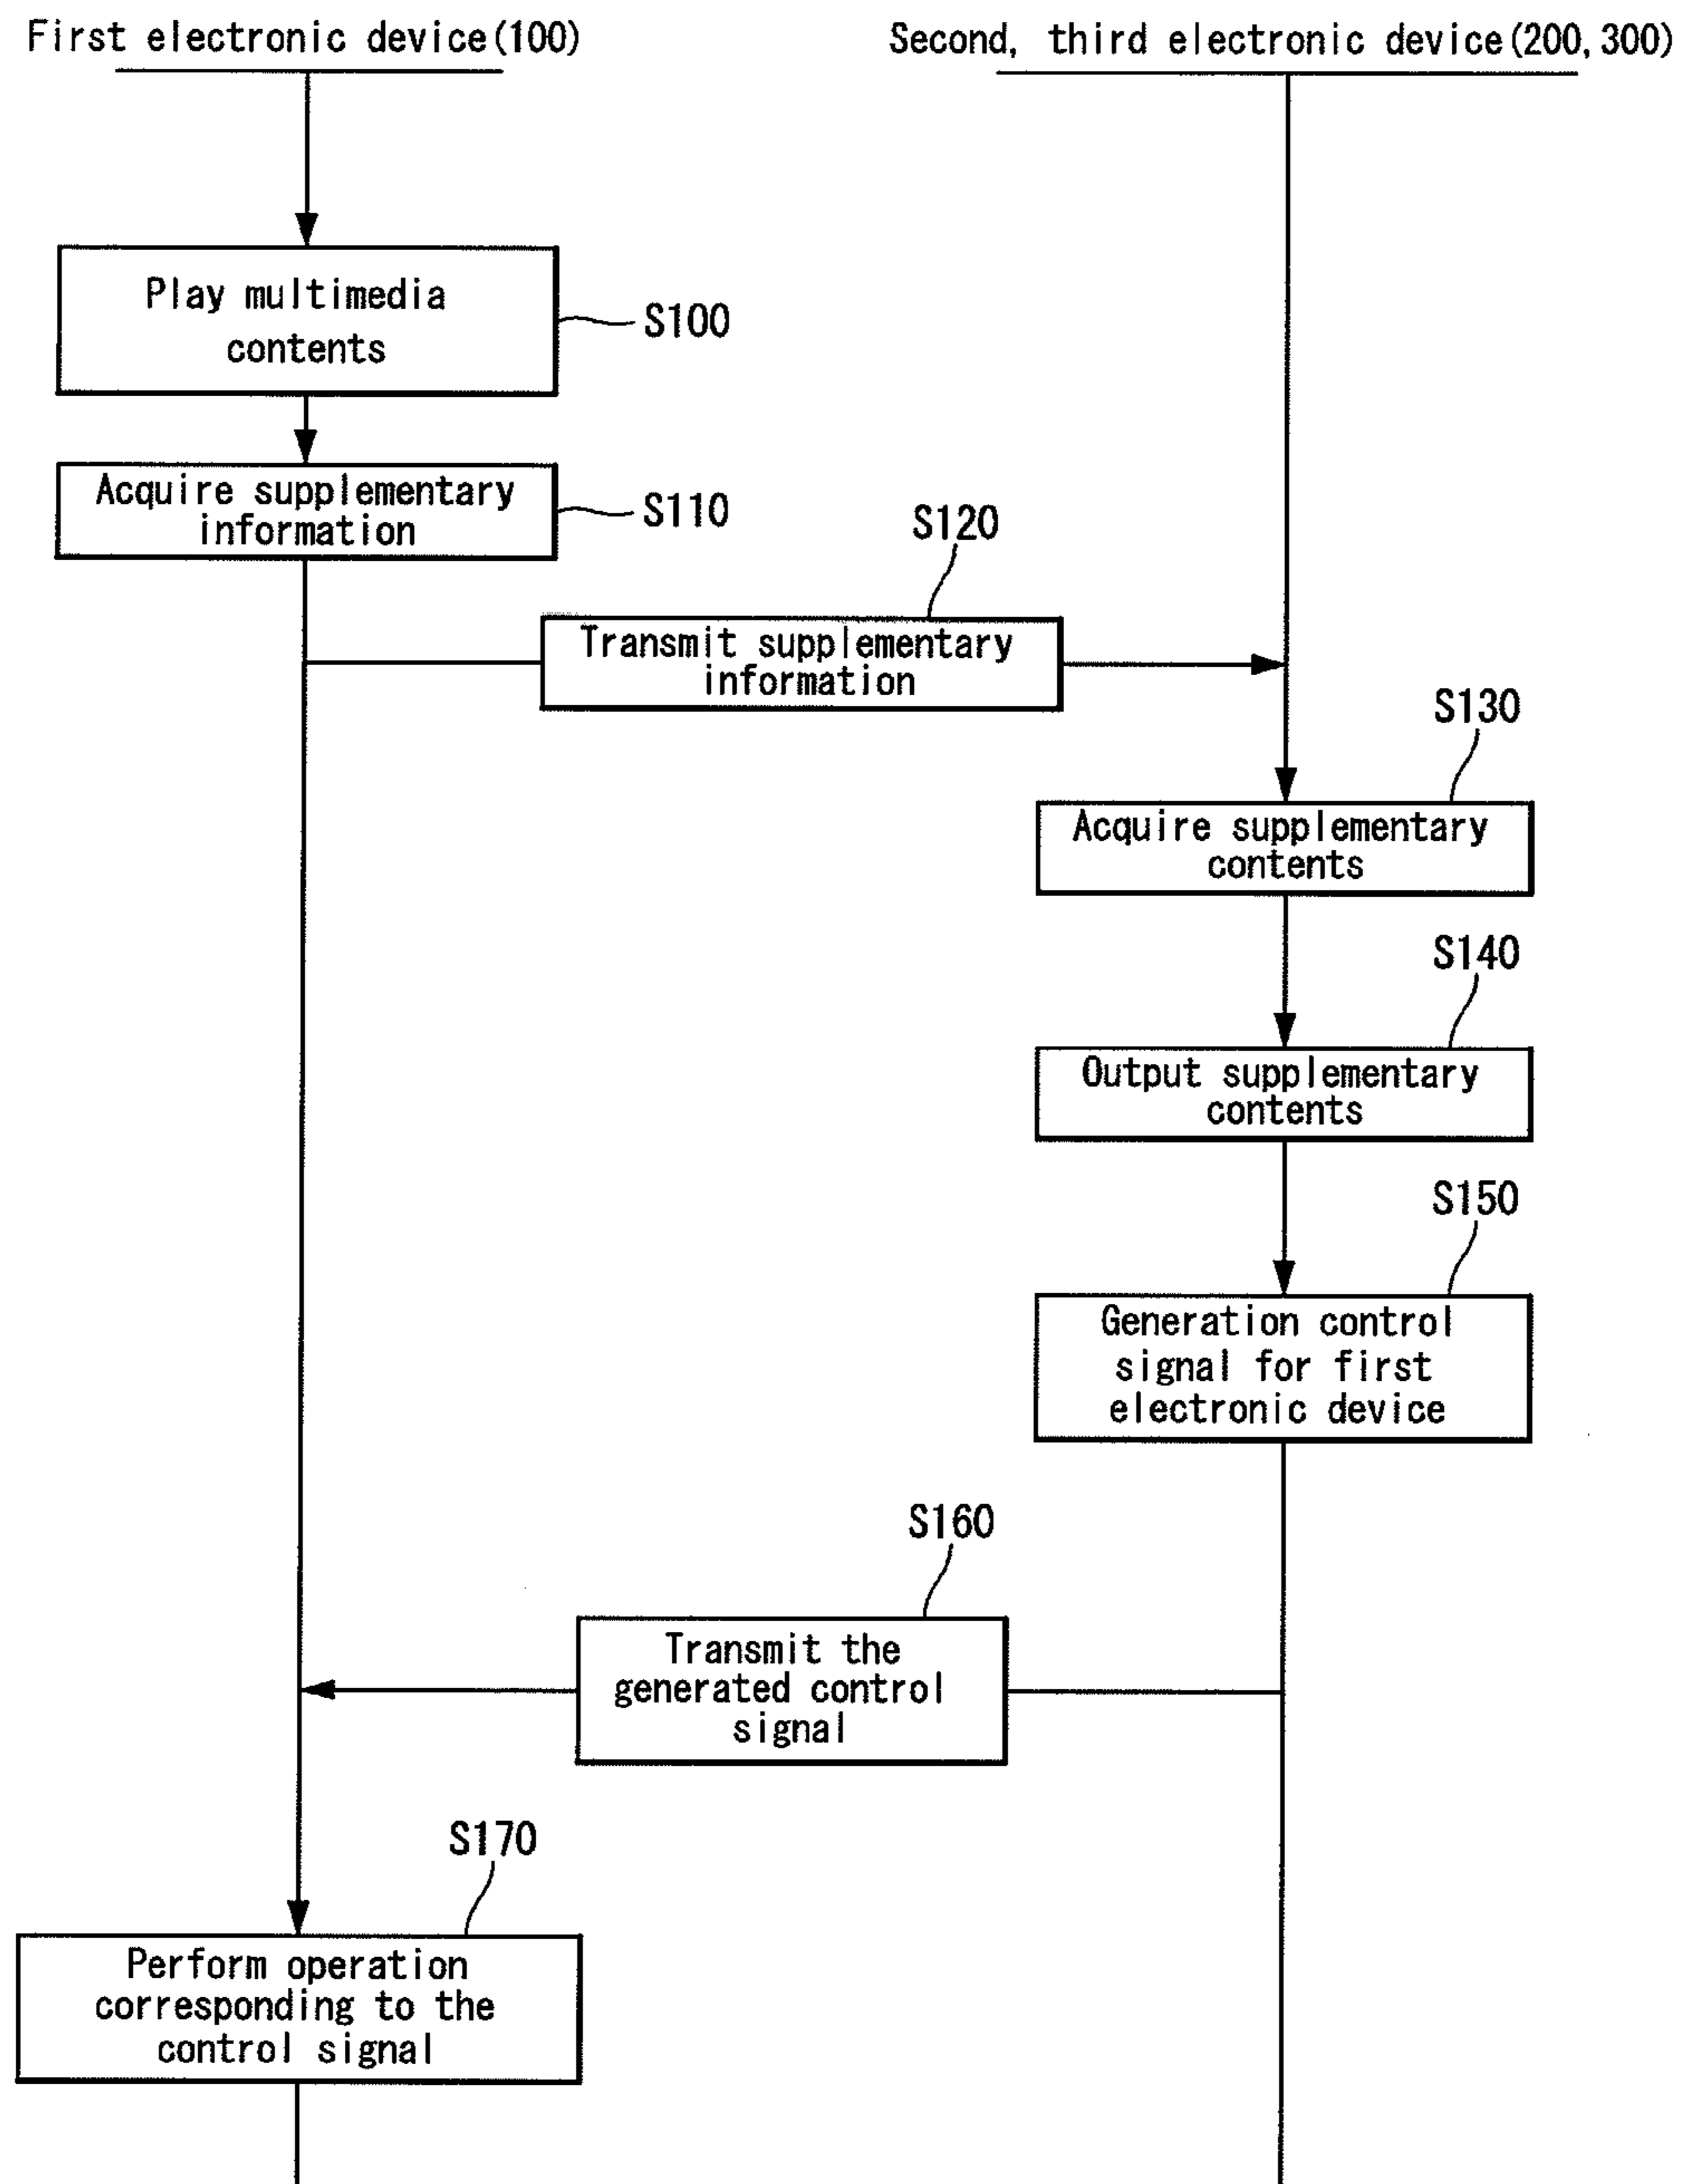 First electronic device(100)
Second, third electronic device(200,300)
Play multimedia
contents
S100
Acquire supplementary
information
S110
S120
Transmit supplementary
information
S130
Acquire supplementary
contents
S140
Output supplementary
contents
S150
Generation control
signal for first
electronic device
S160
Transmit the
generated control
signal
S170
Perform operation
corresponding to the
control signal